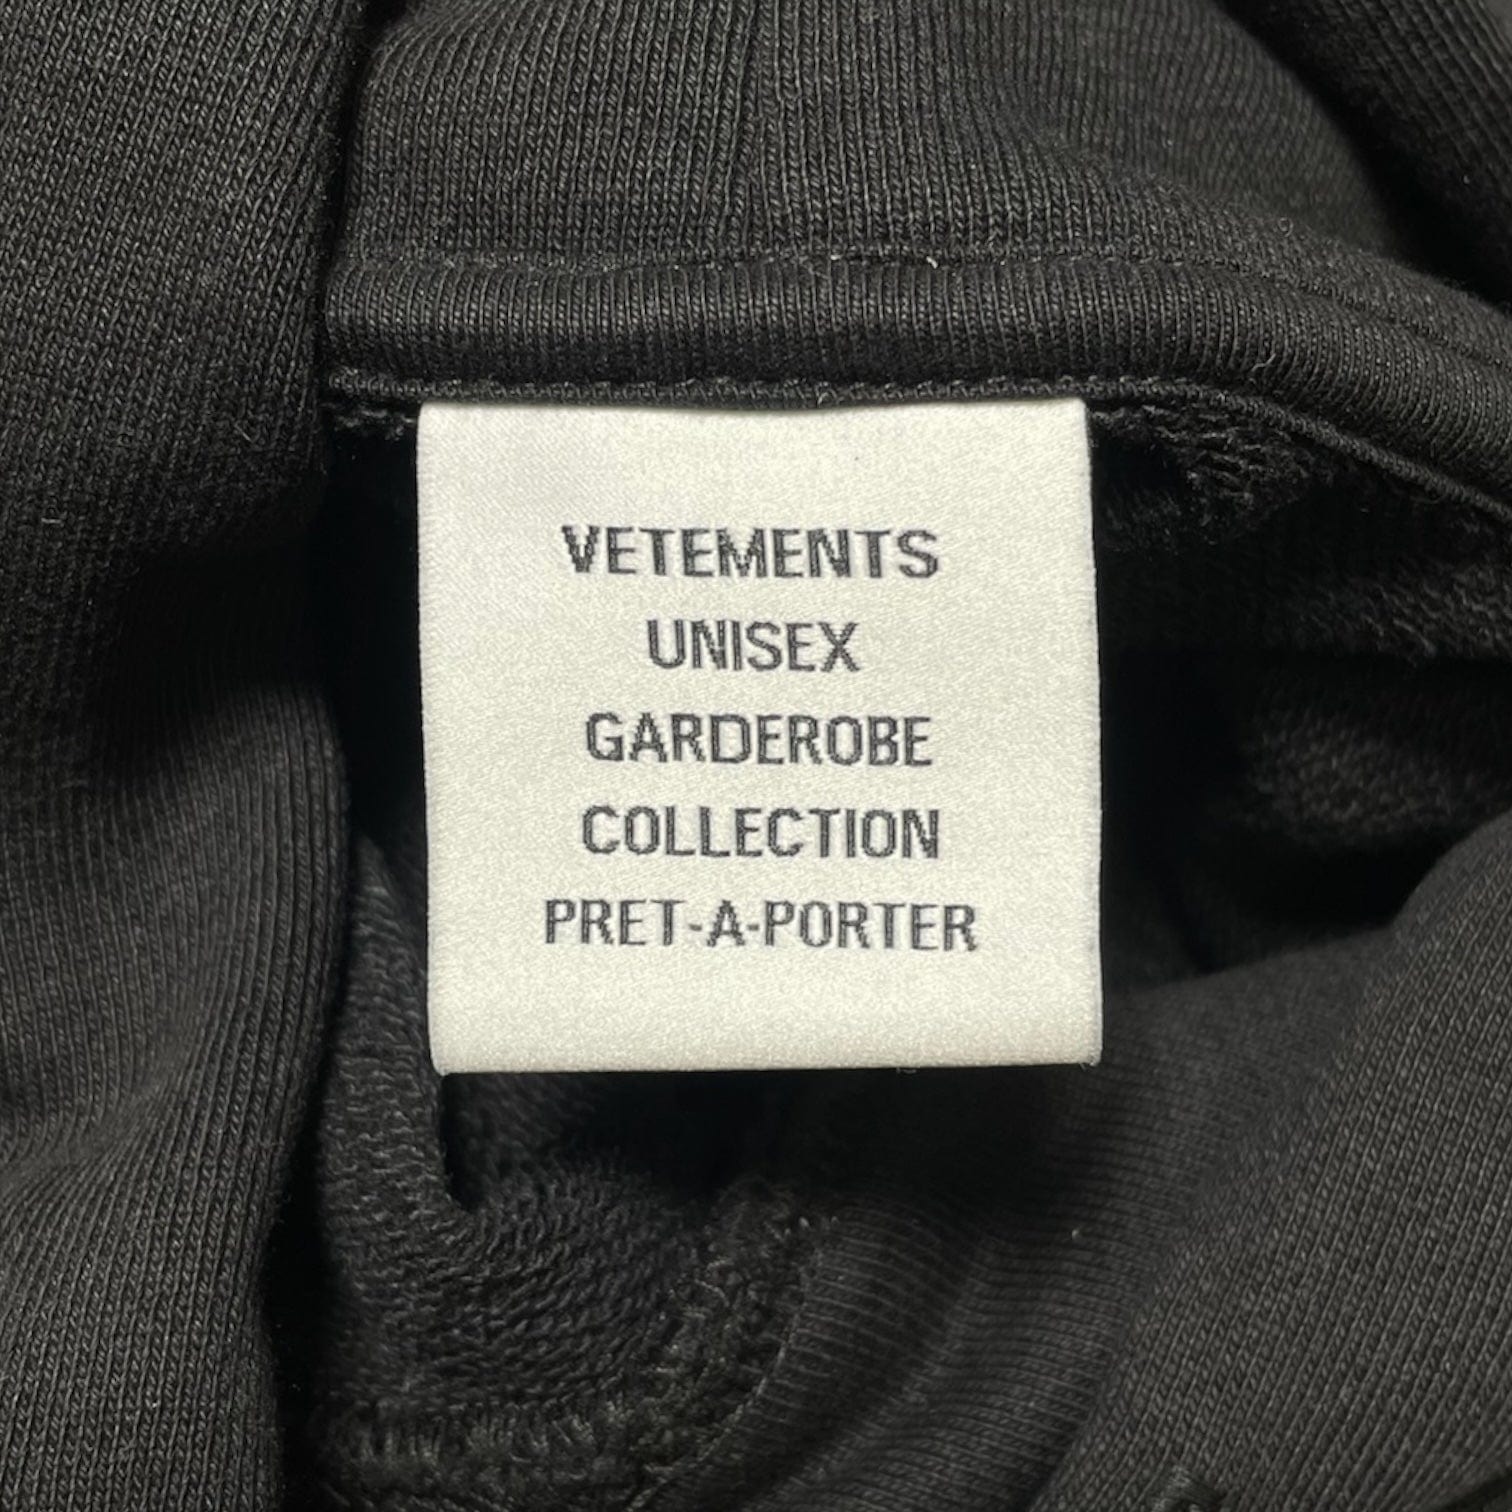 VETEMENTS
UNISEX
GARDEROBE
COLLECTION
PRET-A-PORTER